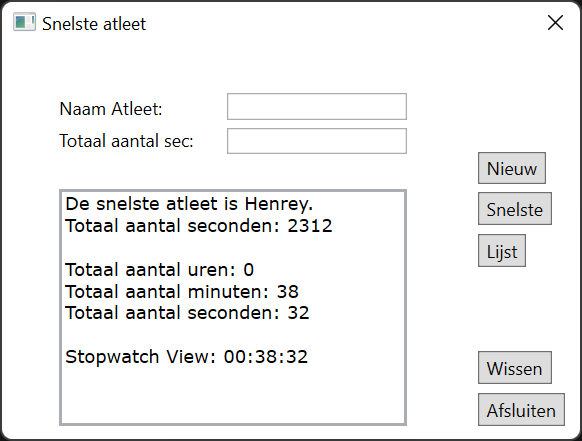 Snelste atleet
Naam Atleet:
Totaal aantal sec:
Nieuw
Snelste
Lijst
De snelste atleet is Henrey.
Totaal aantal seconden: 2312
Totaal aantal uren: 0
Totaal aantal minuten: 38
Totaal aantal seconden: 32
Stopwatch View: 00:38:32
Wissen
Afsluiten